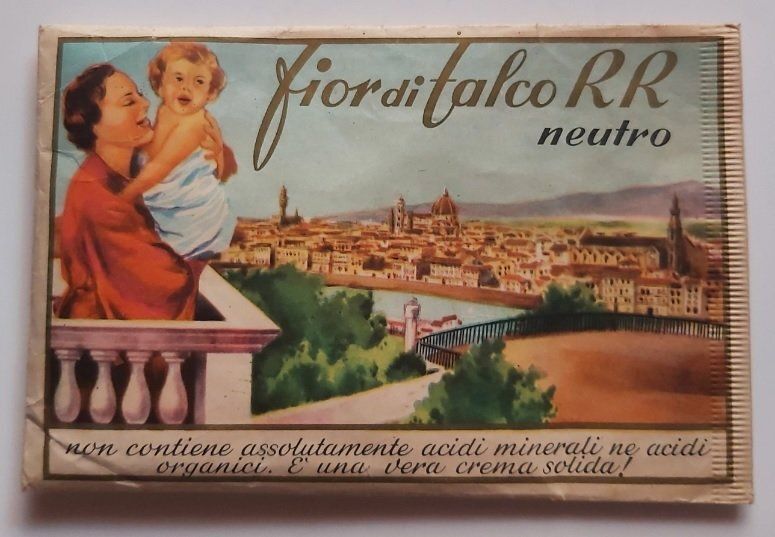 Fior di talco RR
neutro
non contiene assolutamente acidi minerali ne acidi
organici. E' una vera crema solida!